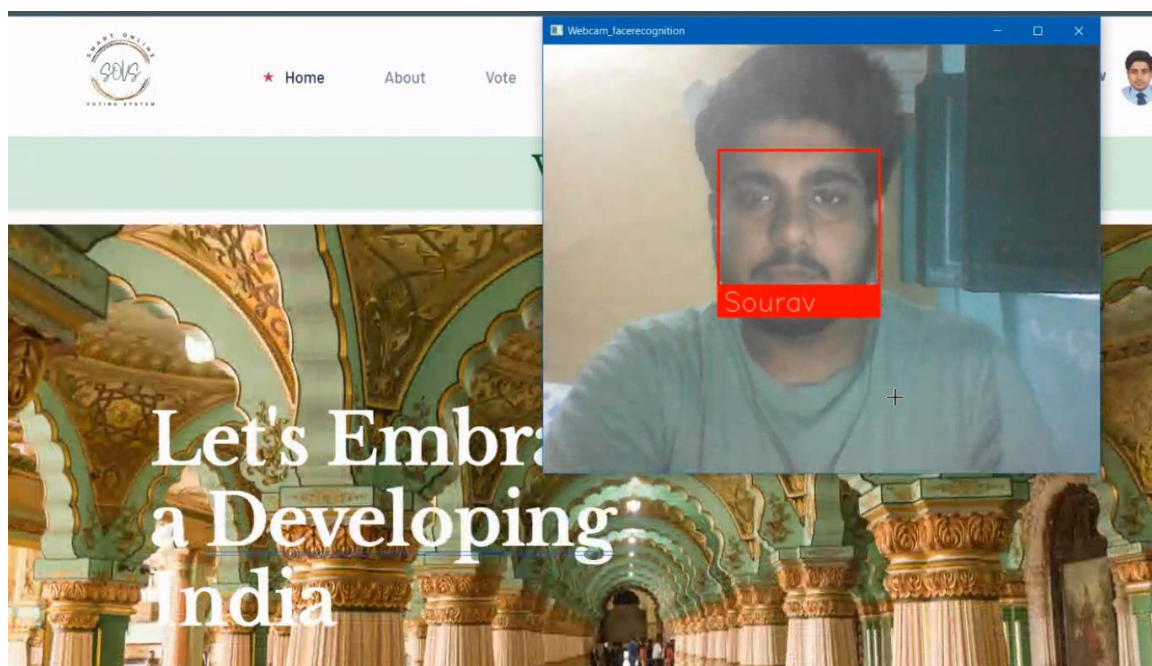 SMART ONLINE
SOVS
VOTING SYSTEM
★ Home About Vote
Webcam_facerecognition
Sourav
Let's Embra
a Developing
India